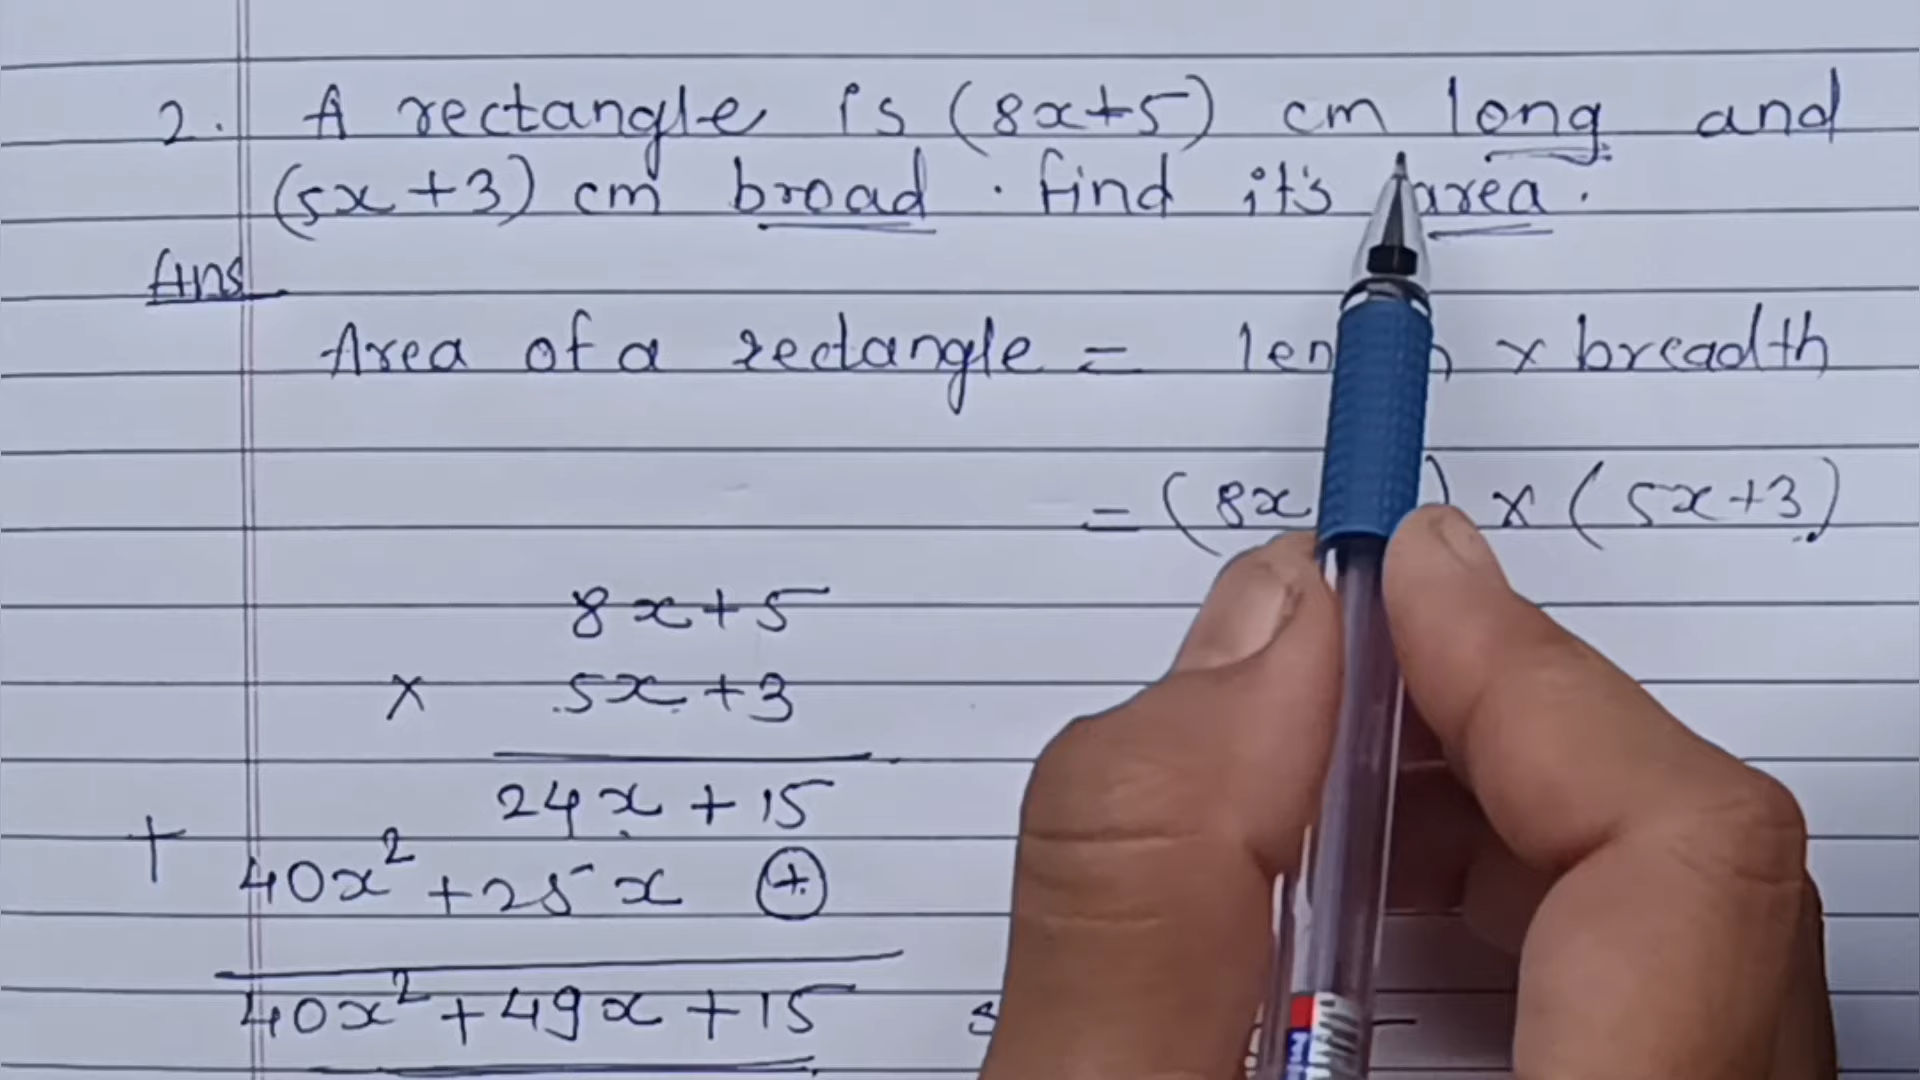 2. A rectangle is (8x+5) cm long and
(5x+3) cm broad. find it's area.
Ans
Area of a rectangle = × breadth
= (8x ) × (5x+3)
8x+5
× 5x+3
24x+15
+ 40x²+25x ⊕
40x²+49x+15